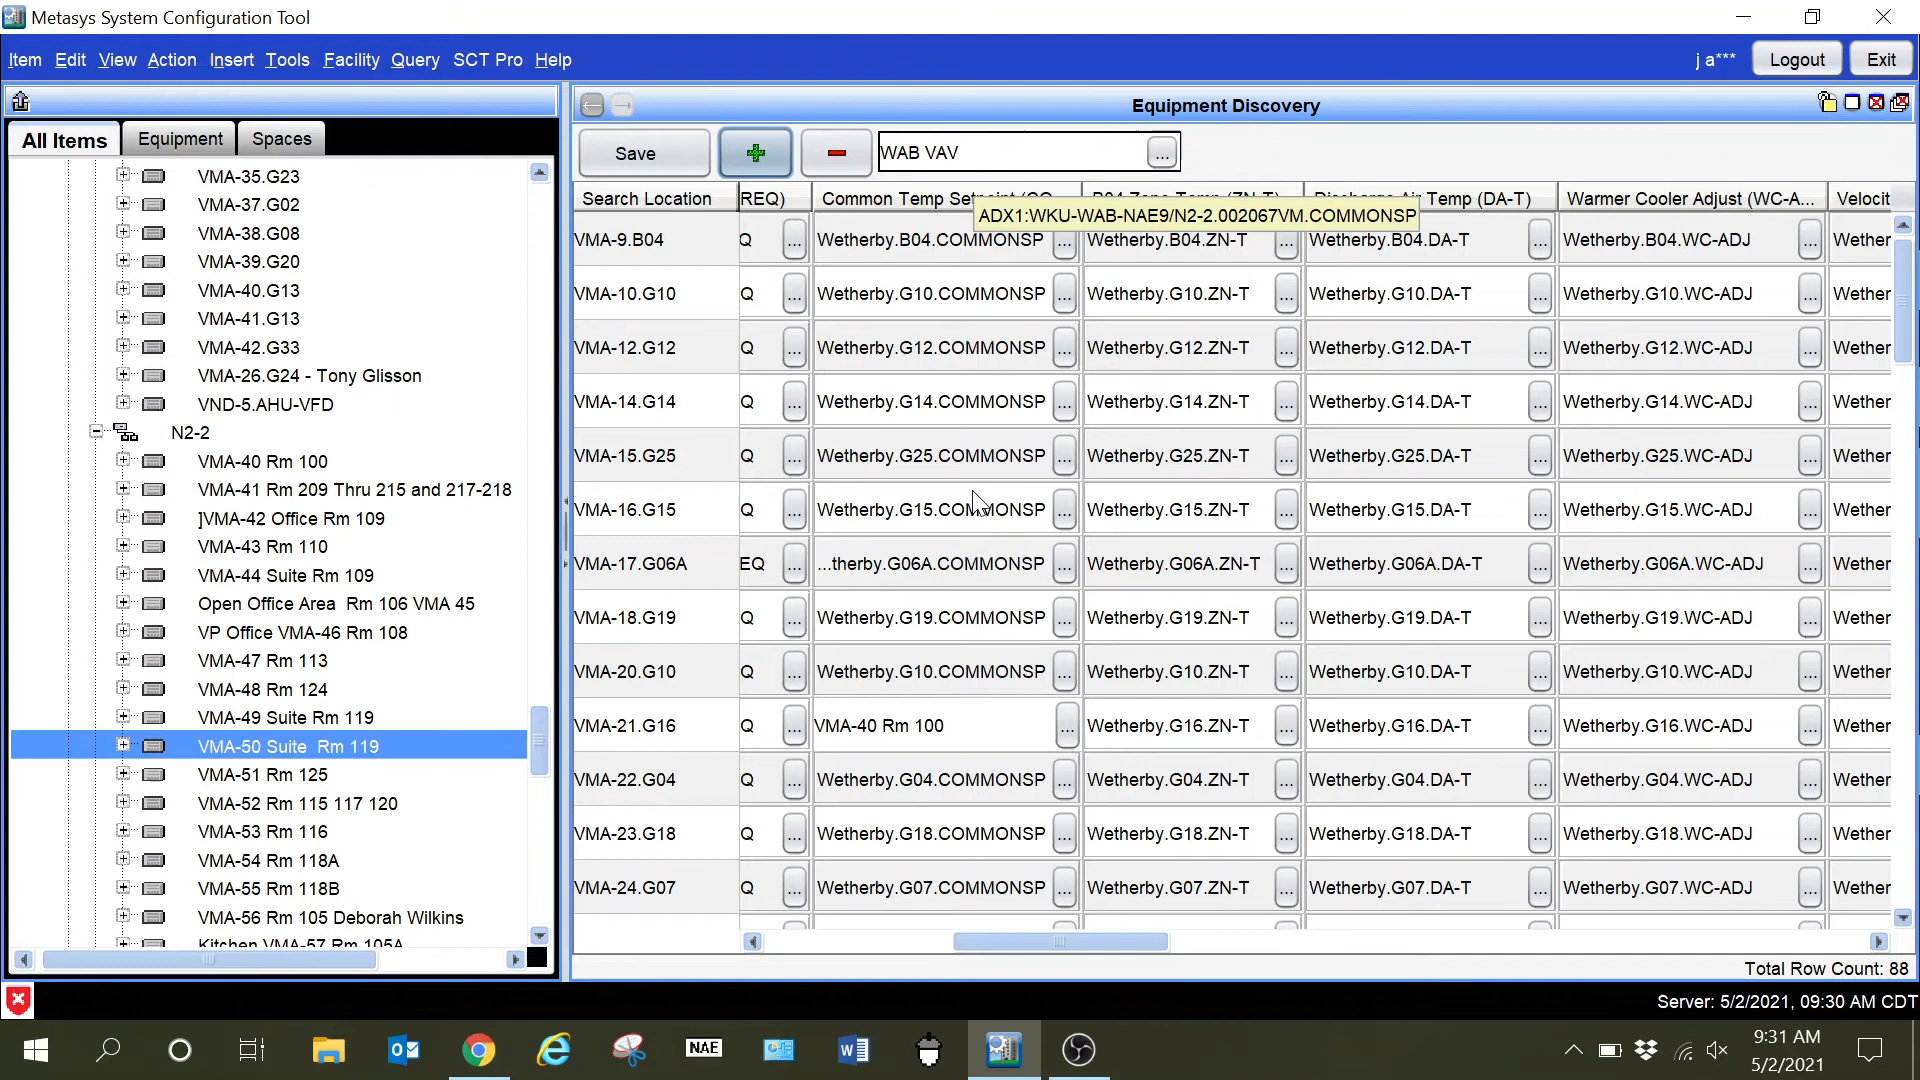 Metasys System Configuration Tool
Item Edit View Action Insert Tools Facility Query SCT Pro Help
j a*** Logout Exit
All Items Equipment Spaces
VMA-35.G23
VMA-37.G02
VMA-38.G08
VMA-39.G20
VMA-40.G13
VMA-41.G13
VMA-42.G33
VMA-26.G24 - Tony Glisson
VND-5.AHU-VFD
N2-2
VMA-40 Rm 100
VMA-41 Rm 209 Thru 215 and 217-218
]VMA-42 Office Rm 109
VMA-43 Rm 110
VMA-44 Suite Rm 109
Open Office Area Rm 106 VMA 45
VP Office VMA-46 Rm 108
VMA-47 Rm 113
VMA-48 Rm 124
VMA-49 Suite Rm 119
VMA-50 Suite Rm 119
VMA-51 Rm 125
VMA-52 Rm 115 117 120
VMA-53 Rm 116
VMA-54 Rm 118A
VMA-55 Rm 118B
VMA-56 Rm 105 Deborah Wilkins
Kitchen VMA-57 Rm 105A
Equipment Discovery
Save WAB VAV ...
Search Location REQ) Common Temp Setpoint (CO B04 Zone Temp (ZN-T) Discharge Air Temp (DA-T) Warmer Cooler Adjust (WC-A... Velocit
ADX1:WKU-WAB-NAE9/N2-2.002067VM.COMMONSP
VMA-9.B04 Q ... Wetherby.B04.COMMONSP ... Wetherby.B04.ZN-T ... Wetherby.B04.DA-T ... Wetherby.B04.WC-ADJ ... Wether
VMA-10.G10 Q ... Wetherby.G10.COMMONSP ... Wetherby.G10.ZN-T ... Wetherby.G10.DA-T ... Wetherby.G10.WC-ADJ ... Wether
VMA-12.G12 Q ... Wetherby.G12.COMMONSP ... Wetherby.G12.ZN-T ... Wetherby.G12.DA-T ... Wetherby.G12.WC-ADJ ... Wether
VMA-14.G14 Q ... Wetherby.G14.COMMONSP ... Wetherby.G14.ZN-T ... Wetherby.G14.DA-T ... Wetherby.G14.WC-ADJ ... Wether
VMA-15.G25 Q ... Wetherby.G25.COMMONSP ... Wetherby.G25.ZN-T ... Wetherby.G25.DA-T ... Wetherby.G25.WC-ADJ ... Wether
VMA-16.G15 Q ... Wetherby.G15.COMMONSP ... Wetherby.G15.ZN-T ... Wetherby.G15.DA-T ... Wetherby.G15.WC-ADJ ... Wether
VMA-17.G06A EQ ... ...therby.G06A.COMMONSP ... Wetherby.G06A.ZN-T ... Wetherby.G06A.DA-T ... Wetherby.G06A.WC-ADJ ... Wether
VMA-18.G19 Q ... Wetherby.G19.COMMONSP ... Wetherby.G19.ZN-T ... Wetherby.G19.DA-T ... Wetherby.G19.WC-ADJ ... Wether
VMA-20.G10 Q ... Wetherby.G10.COMMONSP ... Wetherby.G10.ZN-T ... Wetherby.G10.DA-T ... Wetherby.G10.WC-ADJ ... Wether
VMA-21.G16 Q ... VMA-40 Rm 100 ... Wetherby.G16.ZN-T ... Wetherby.G16.DA-T ... Wetherby.G16.WC-ADJ ... Wether
VMA-22.G04 Q ... Wetherby.G04.COMMONSP ... Wetherby.G04.ZN-T ... Wetherby.G04.DA-T ... Wetherby.G04.WC-ADJ ... Wether
VMA-23.G18 Q ... Wetherby.G18.COMMONSP ... Wetherby.G18.ZN-T ... Wetherby.G18.DA-T ... Wetherby.G18.WC-ADJ ... Wether
VMA-24.G07 Q ... Wetherby.G07.COMMONSP ... Wetherby.G07.ZN-T ... Wetherby.G07.DA-T ... Wetherby.G07.WC-ADJ ... Wether
Total Row Count: 88
Server: 5/2/2021, 09:30 AM CDT
NAE
9:31 AM
5/2/2021